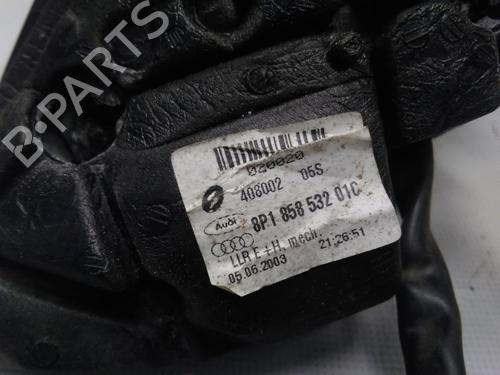 B-PARTS
020020
408002 05S
Audi
8P1 858 532 01C
LLR E+H. mech.
05.06.2003 21:26:51